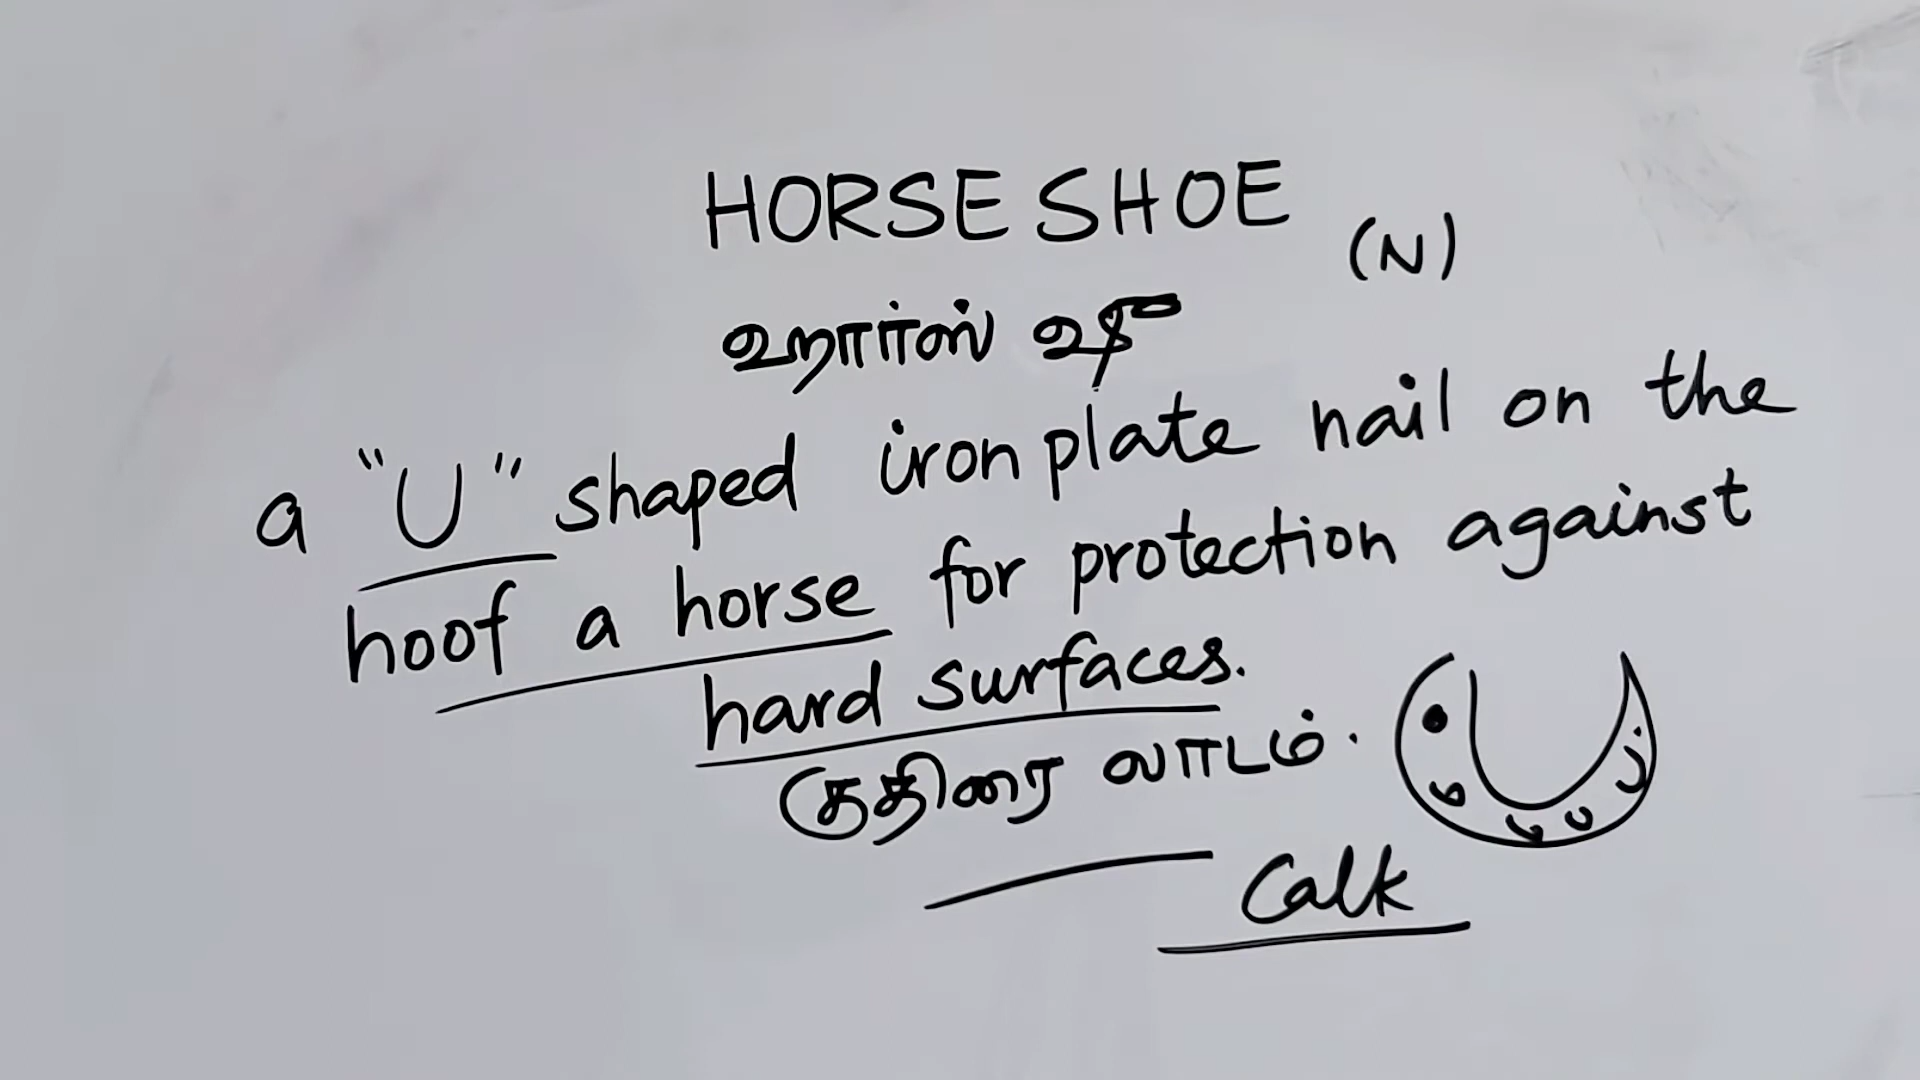 HORSE SHOE
(N)
ஹார்ஸ் ஷீ
a "U" shaped iron plate nail on the
hoof a horse for protection against
hard surfaces.
குதிரை லாடம்.
Calk